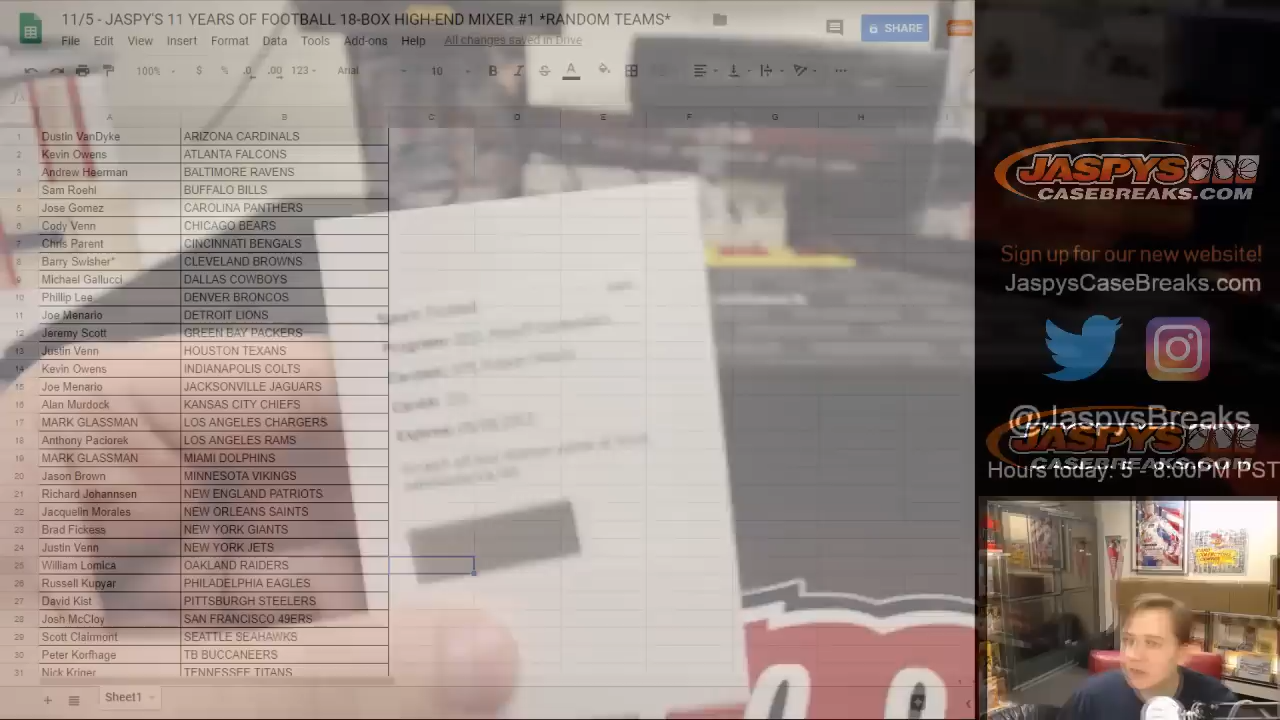 11/5 - JASPY'S 11 YEARS OF FOOTBALL 18-BOX HIGH-END MIXER #1 *RANDOM TEAMS*
File Edit View Insert Format Data Tools Add-ons Help All changes saved in Drive
SHARE
100% $ % .0 .00 123 Arial 10 B I S A
A B C D E F G H I
1 Dustin VanDyke ARIZONA CARDINALS
2 Kevin Owens ATLANTA FALCONS
3 Andrew Heerman BALTIMORE RAVENS
4 Sam Roehl BUFFALO BILLS
5 Jose Gomez CAROLINA PANTHERS
6 Cody Venn CHICAGO BEARS
7 Chris Parent CINCINNATI BENGALS
8 Barry Swisher* CLEVELAND BROWNS
9 Michael Gallucci DALLAS COWBOYS
10 Phillip Lee DENVER BRONCOS
11 Joe Menario DETROIT LIONS
12 Jeremy Scott GREEN BAY PACKERS
13 Justin Venn HOUSTON TEXANS
14 Kevin Owens INDIANAPOLIS COLTS
15 Joe Menario JACKSONVILLE JAGUARS
16 Alan Murdock KANSAS CITY CHIEFS
17 MARK GLASSMAN LOS ANGELES CHARGERS
18 Anthony Paciorek LOS ANGELES RAMS
19 MARK GLASSMAN MIAMI DOLPHINS
20 Jason Brown MINNESOTA VIKINGS
21 Richard Johannsen NEW ENGLAND PATRIOTS
22 Jacquelin Morales NEW ORLEANS SAINTS
23 Brad Fickess NEW YORK GIANTS
24 Justin Venn NEW YORK JETS
25 William Lomica OAKLAND RAIDERS
26 Russell Kupyar PHILADELPHIA EAGLES
27 David Kist PITTSBURGH STEELERS
28 Josh McCloy SAN FRANCISCO 49ERS
29 Scott Clairmont SEATTLE SEAHAWKS
30 Peter Korfhage TB BUCCANEERS
31 Nick Kriger TENNESSEE TITANS
Sheet1
JASPYS
CASEBREAKS.COM
Sign up for our new website!
JaspysCaseBreaks.com
@JaspysBreaks
JASPYS
CASEBREAKS.COM
Hours today: 5 - 8:00PM PST